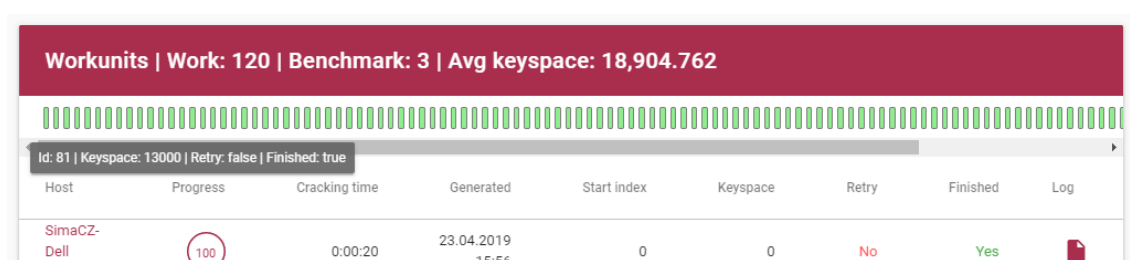 Workunits | Work: 120 | Benchmark: 3 | Avg keyspace: 18,904.762
Id: 81 | Keyspace: 13000 | Retry: false | Finished: true
Host Progress Cracking time Generated Start index Keyspace Retry Finished Log
SimaCZ-
Dell 100 0:00:20 23.04.2019 0 0 No Yes
15:56